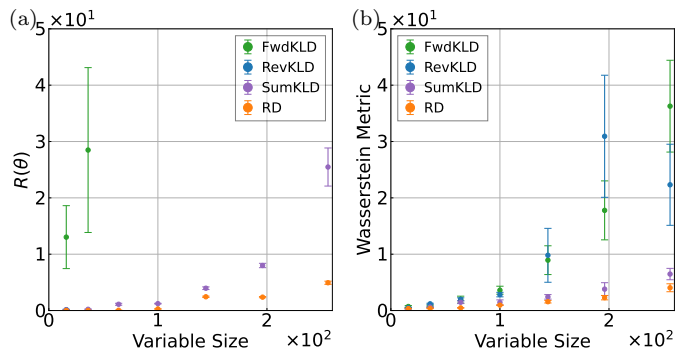 (a)
×10¹
5
4
3
2
1
0
0
1
2
×10²
R(θ)
Variable Size
FwdKLD
RevKLD
SumKLD
RD
(b)
×10¹
5
4
3
2
1
0
0
1
2
×10²
Wasserstein Metric
Variable Size
FwdKLD
RevKLD
SumKLD
RD